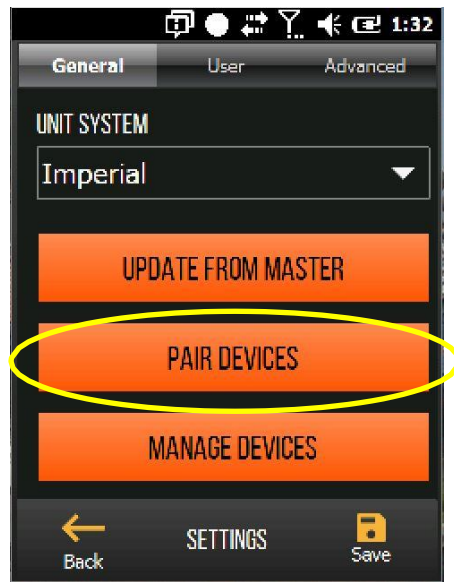 1:32
General User Advanced
UNIT SYSTEM
Imperial
UPDATE FROM MASTER
PAIR DEVICES
MANAGE DEVICES
Back SETTINGS Save